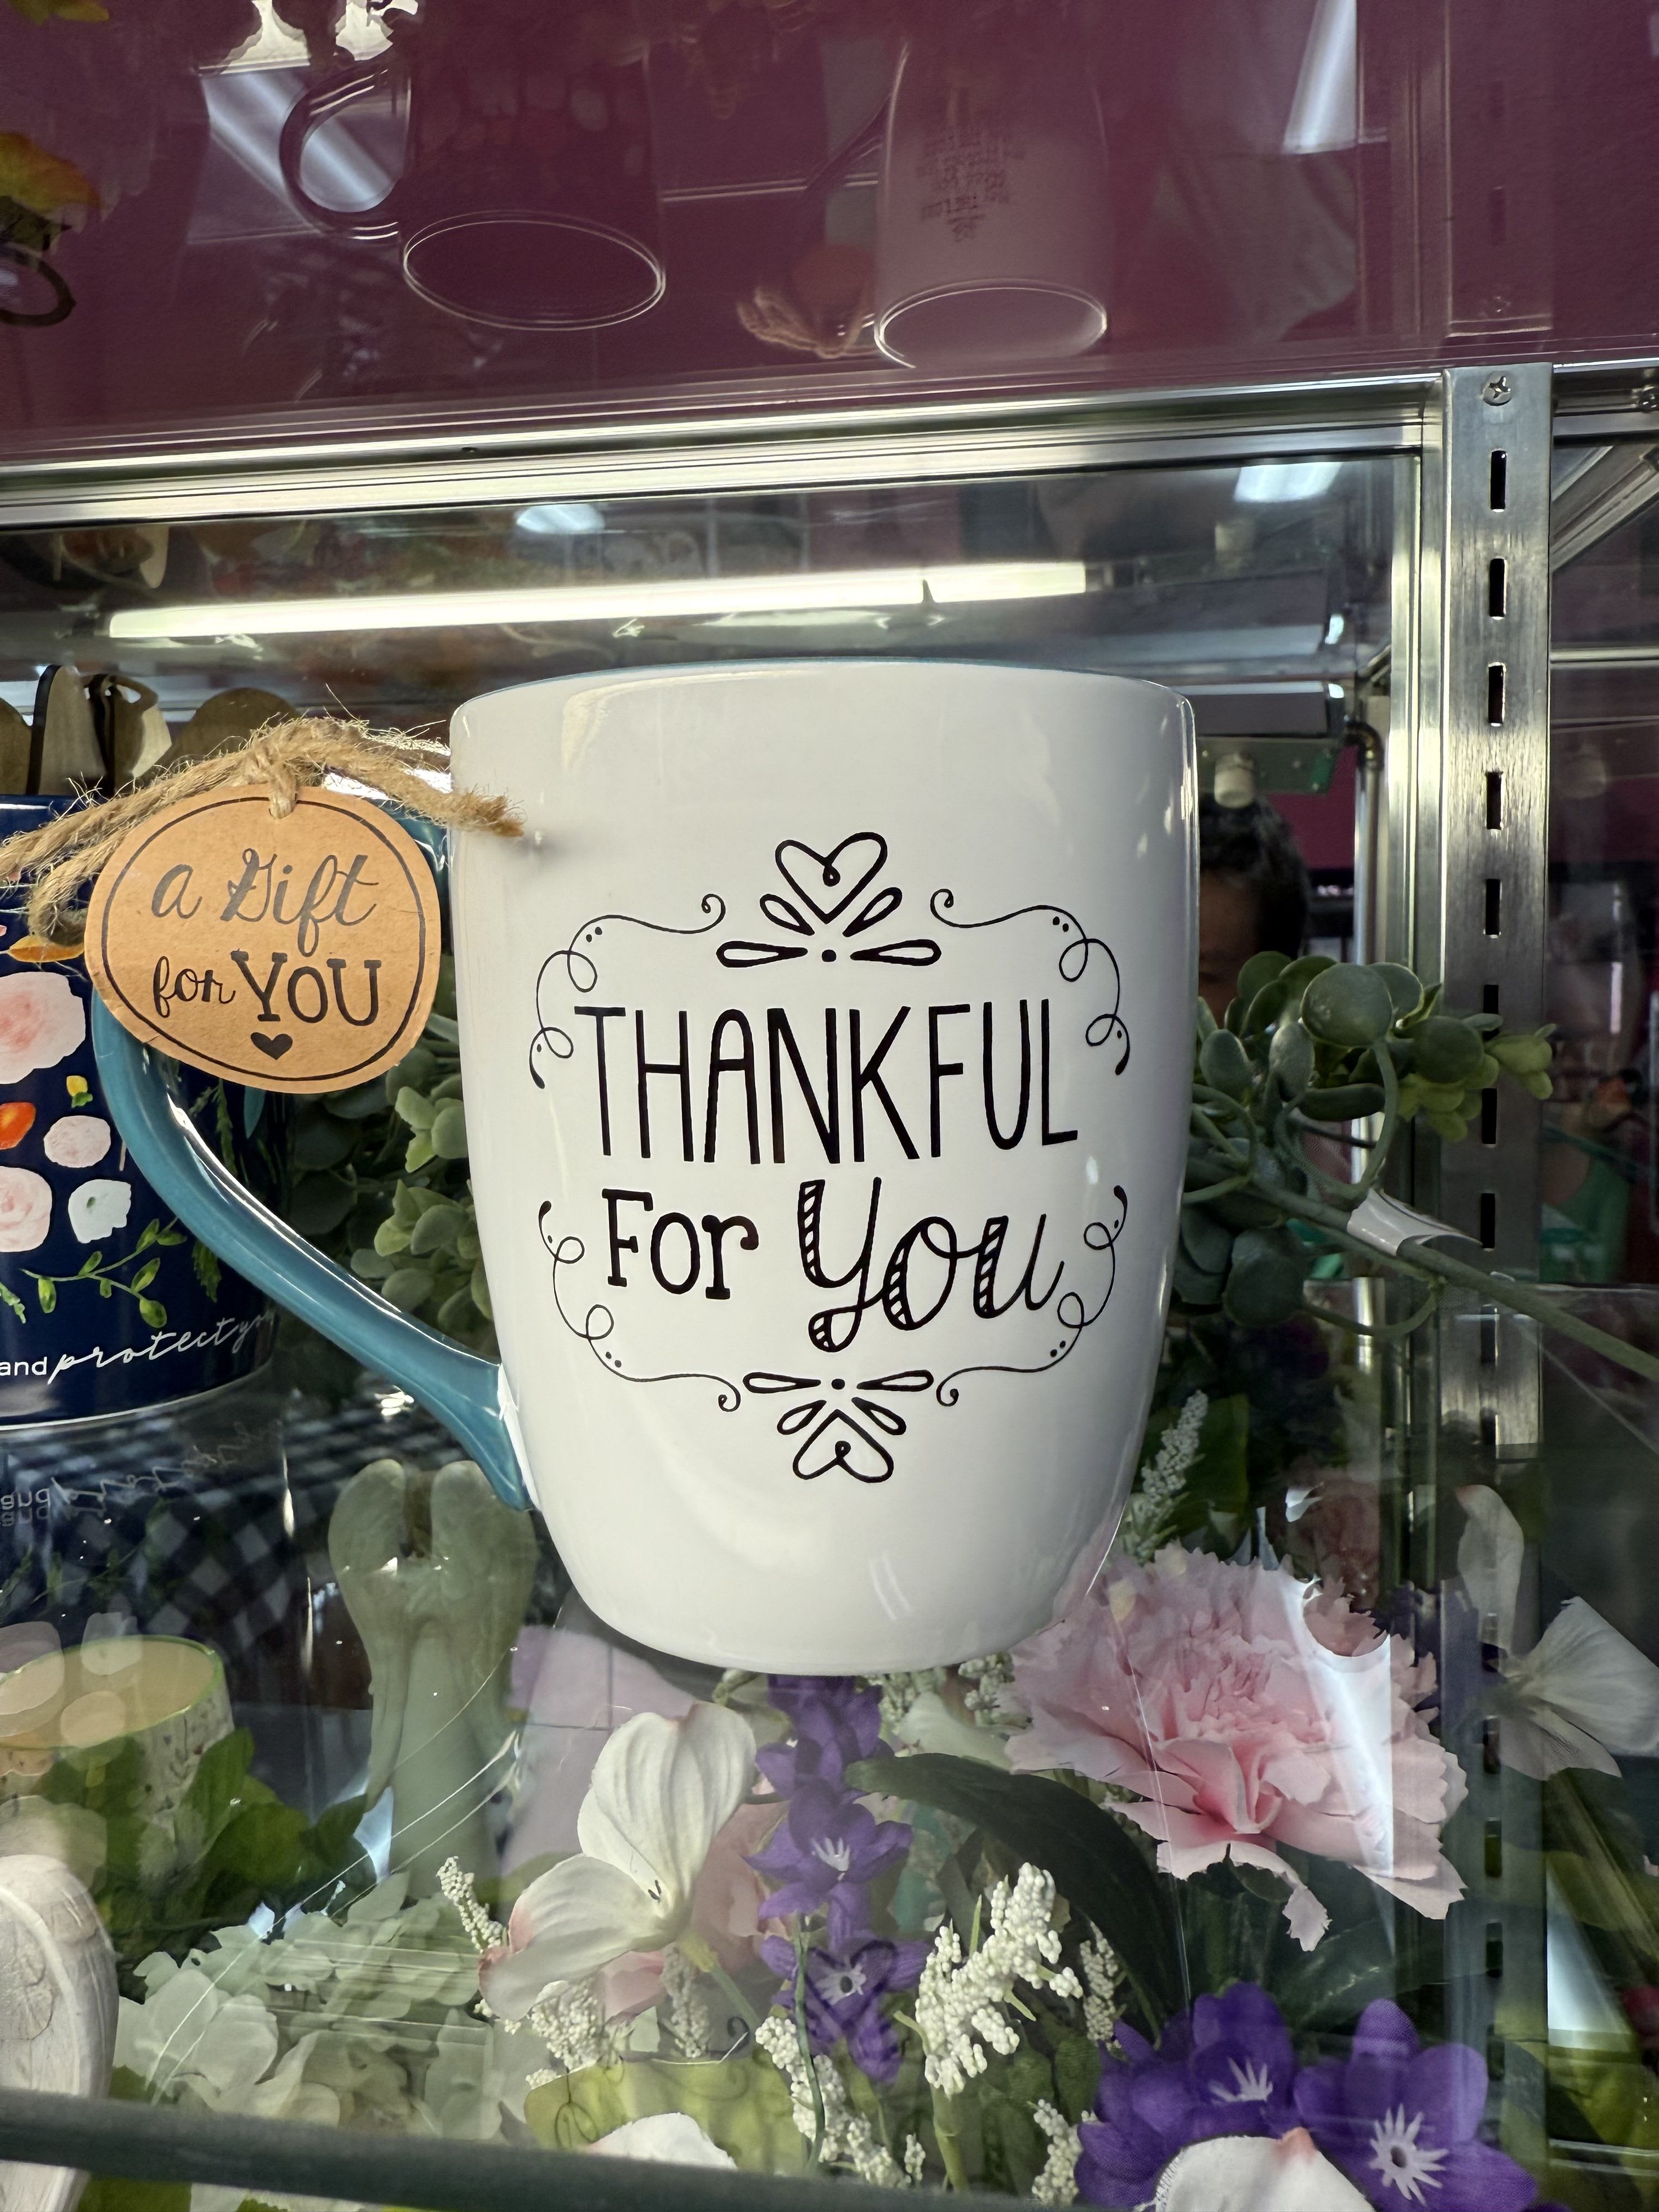 a Gift
for YOU
THANKFUL
For You
and protect